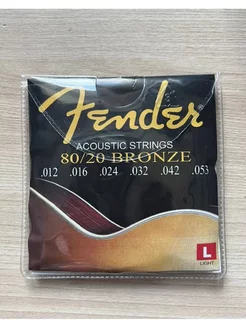 Fender
ACOUSTIC STRINGS
80/20 BRONZE
.012 .016 .024 .032 .042 .053
L
LIGHT